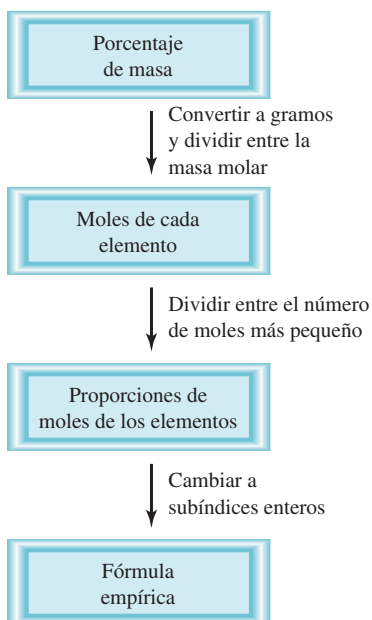 Porcentaje
de masa
Convertir a gramos
y dividir entre la
masa molar
Moles de cada
elemento
Dividir entre el número
de moles más pequeño
Proporciones de
moles de los elementos
Cambiar a
subíndices enteros
Fórmula
empírica